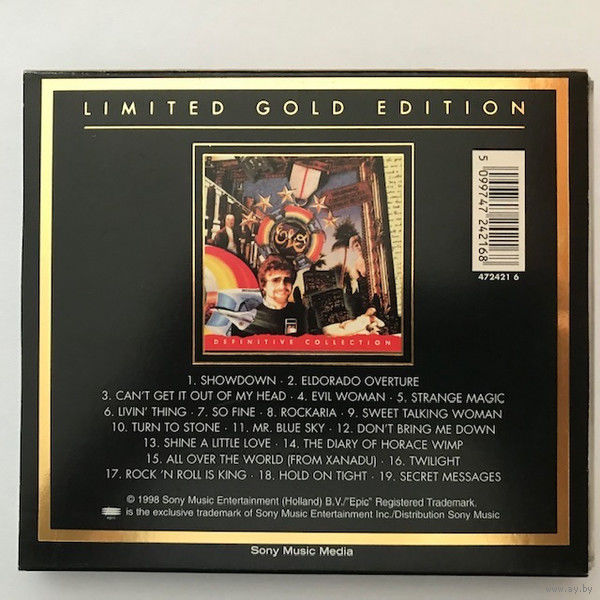 LIMITED GOLD EDITION
5 099747 242168
472421 6
ELO
DEFINITIVE COLLECTION
1. SHOWDOWN · 2. ELDORADO OVERTURE
3. CAN'T GET IT OUT OF MY HEAD · 4. EVIL WOMAN · 5. STRANGE MAGIC
6. LIVIN' THING · 7. SO FINE · 8. ROCKARIA · 9. SWEET TALKING WOMAN
10. TURN TO STONE · 11. MR. BLUE SKY · 12. DON'T BRING ME DOWN
13. SHINE A LITTLE LOVE · 14. THE DIARY OF HORACE WIMP
15. ALL OVER THE WORLD (FROM XANADU) · 16. TWILIGHT
17. ROCK 'N ROLL IS KING · 18. HOLD ON TIGHT · 19. SECRET MESSAGES
© 1998 Sony Music Entertainment (Holland) B.V./"Epic" Registered Trademark,
is the exclusive trademark of Sony Music Entertainment Inc./Distribution Sony Music
Sony Music Media
www.ay.by